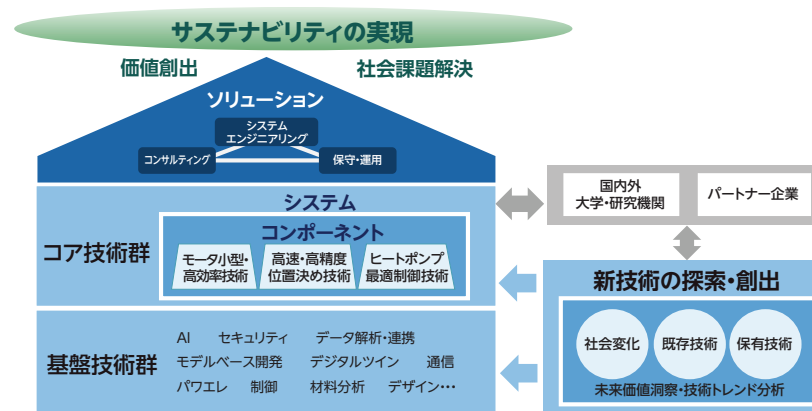 サステナビリティの実現
価値創出
社会課題解決
ソリューション
システム
エンジニアリング
コンサルティング
保守・運用
コア技術群
システム
コンポーネント
モータ小型・
高効率技術
高速・高精度
位置決め技術
ヒートポンプ
最適制御技術
基盤技術群
AI セキュリティ データ解析・連携
モデルベース開発 デジタルツイン 通信
パワエレ 制御 材料分析 デザイン…
国内外
大学・研究機関
パートナー企業
新技術の探索・創出
社会変化
既存技術
保有技術
未来価値洞察・技術トレンド分析